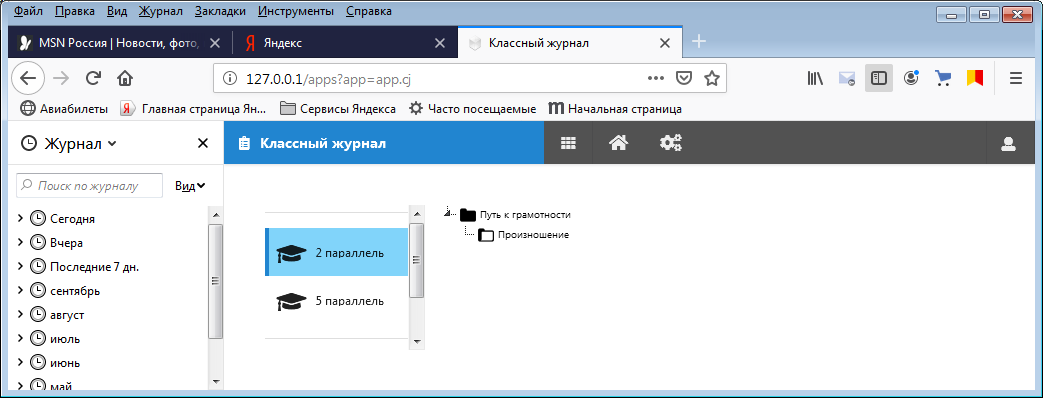 Файл Правка Вид Журнал Закладки Инструменты Справка
MSN Россия | Новости, фото,
Яндекс
Классный журнал
127.0.0.1/apps?app=app.cj
Авиабилеты Главная страница Ян... Сервисы Яндекса Часто посещаемые Начальная страница
Журнал
Классный журнал
Поиск по журналу Вид
Сегодня
Вчера
Последние 7 дн.
сентябрь
август
июль
июнь
май
2 параллель
5 параллель
Путь к грамотности
Произношение